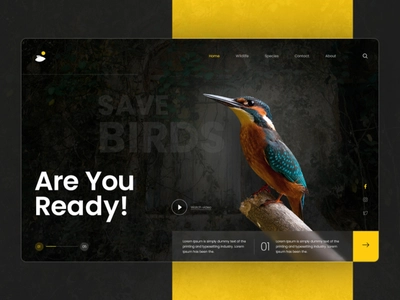 Home
Wildlife
Species
Contact
About
SAVE
BIRDS
Are You
Ready!
Watch Video
Lorem Ipsum is simply dummy text of the
printing and typesetting industry. Lorem
Ipsum has been the.
01
Lorem Ipsum is simply dummy text of the
printing and typesetting industry. Lorem
Ipsum has been the.